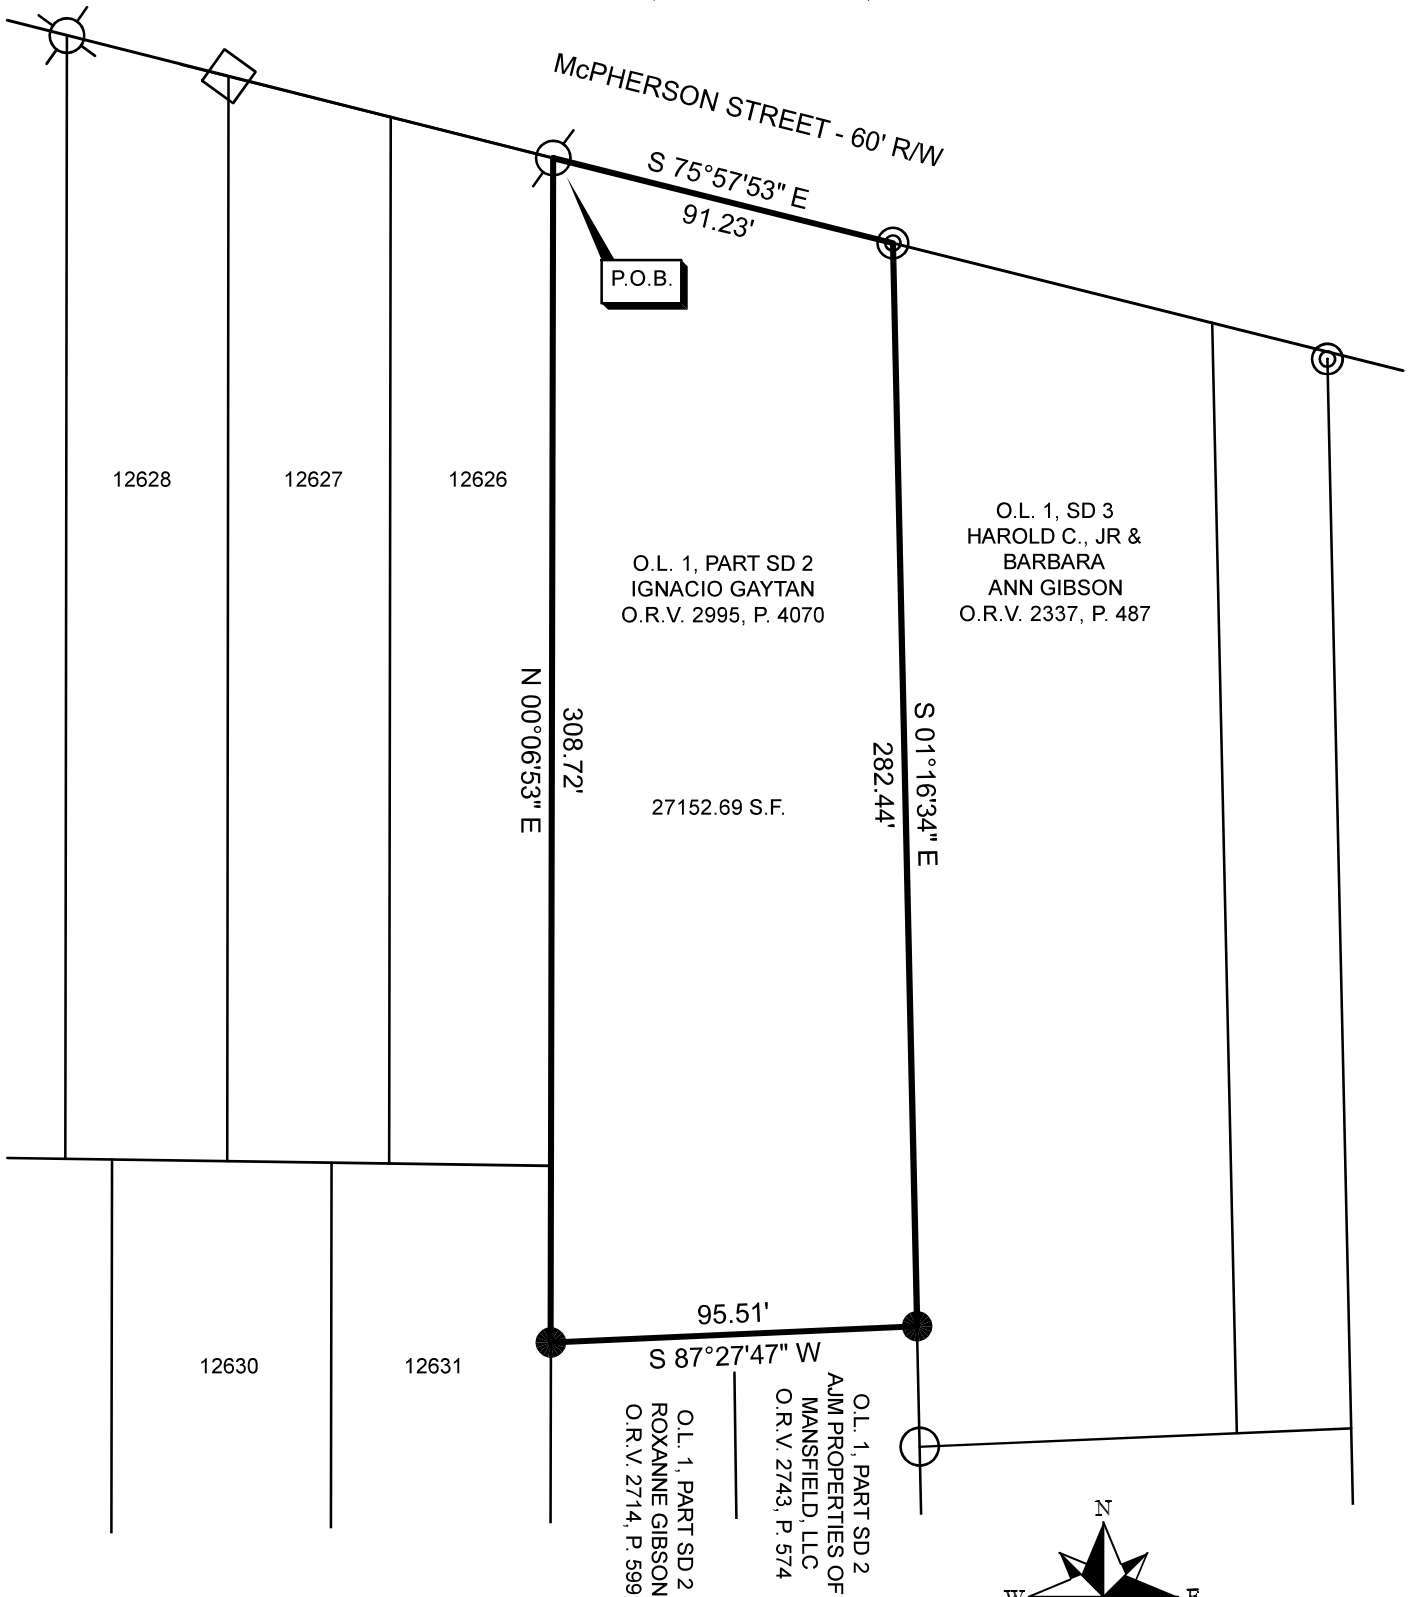 McPHERSON STREET - 60' R/W
S 75°57'53" E
91.23'
P.O.B.
12628
12627
12626
O.L. 1, PART SD 2
IGNACIO GAYTAN
O.R.V. 2995, P. 4070
O.L. 1, SD 3
HAROLD C., JR &
BARBARA
ANN GIBSON
O.R.V. 2337, P. 487
N 00°06'53" E
308.72'
27152.69 S.F.
S 01°16'34" E
282.44'
95.51'
S 87°27'47" W
12630
12631
O.L. 1, PART SD 2
ROXANNE GIBSON
O.R.V. 2714, P. 599
O.L. 1, PART SD 2
AJM PROPERTIES OF
MANSFIELD, LLC
O.R.V. 2743, P. 574
N
W
E